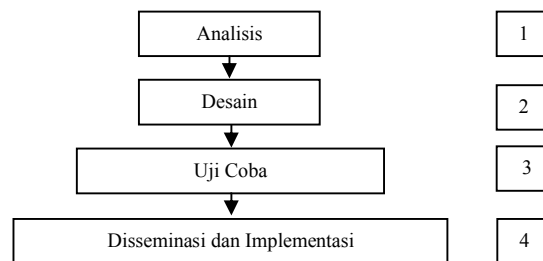 Analisis 1
Desain 2
Uji Coba 3
Disseminasi dan Implementasi 4